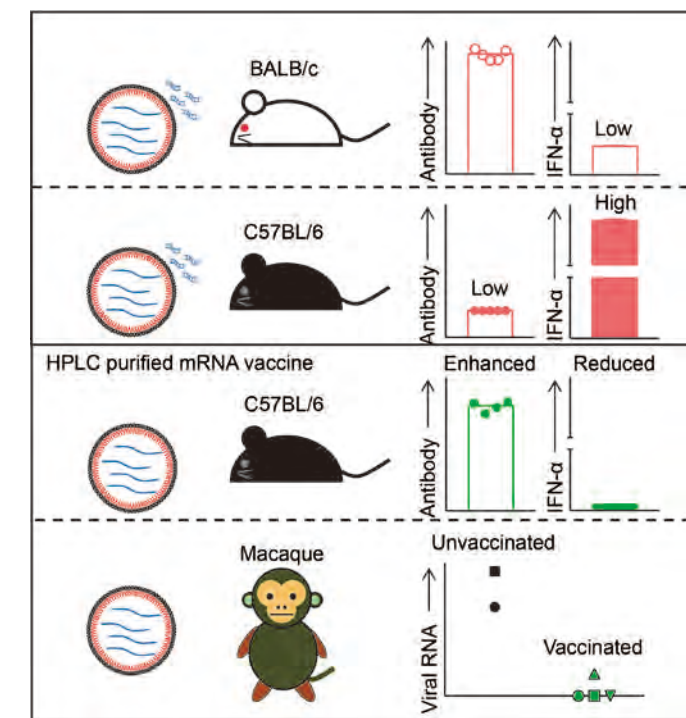 BALB/c
Antibody
IFN-α
Low
C57BL/6
Antibody
Low
IFN-α
High
HPLC purified mRNA vaccine
C57BL/6
Enhanced
Reduced
Antibody
IFN-α
Macaque
Unvaccinated
Viral RNA
Vaccinated